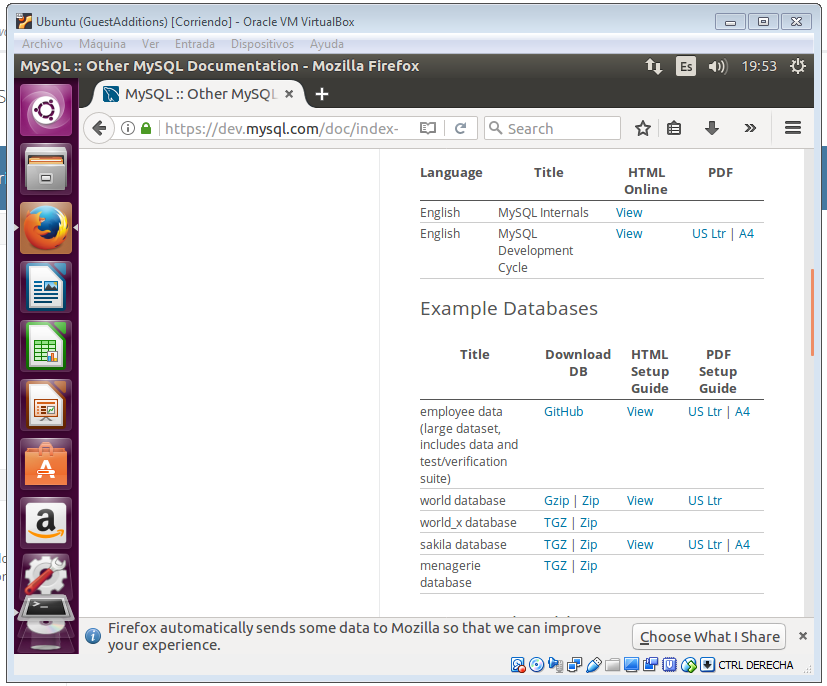 Ubuntu (GuestAdditions) [Corriendo] - Oracle VM VirtualBox
Archivo Máquina Ver Entrada Dispositivos Ayuda
MySQL :: Other MySQL Documentation - Mozilla Firefox Es 19:53
MySQL :: Other MySQL
https://dev.mysql.com/doc/index- Search
Language Title HTML Online PDF
English MySQL Internals View
English MySQL Development Cycle View US Ltr | A4
Example Databases
Title Download DB HTML Setup Guide PDF Setup Guide
employee data (large dataset, includes data and test/verification suite) GitHub View US Ltr | A4
world database Gzip | Zip View US Ltr
world_x database TGZ | Zip
sakila database TGZ | Zip View US Ltr | A4
menagerie database TGZ | Zip
Firefox automatically sends some data to Mozilla so that we can improve
your experience.
Choose What I Share
CTRL DERECHA